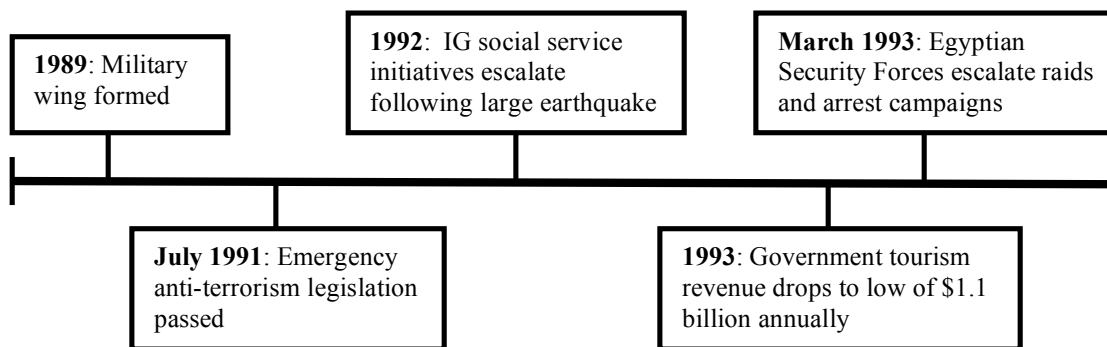 1989: Military
wing formed
July 1991: Emergency
anti-terrorism legislation
passed
1992:  IG social service
initiatives escalate
following large earthquake
1993: Government tourism
revenue drops to low of $1.1
billion annually
March 1993: Egyptian
Security Forces escalate raids
and arrest campaigns